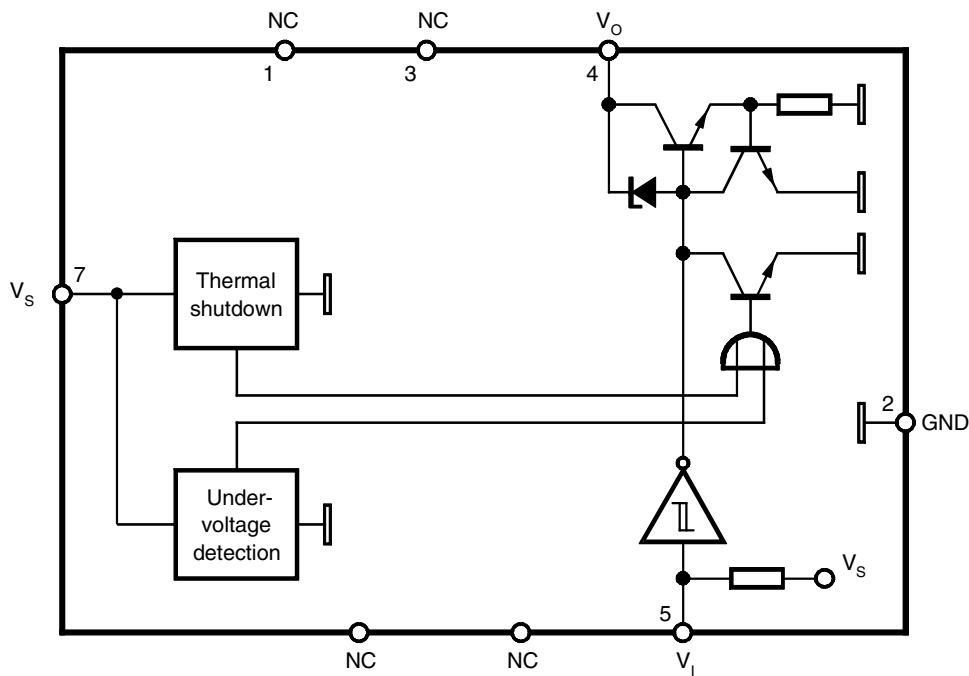 NC
NC
V_O
1
3
4
7
V_S
Thermal
shutdown
2
GND
Under-
voltage
detection
V_S
5
NC
NC
V_I